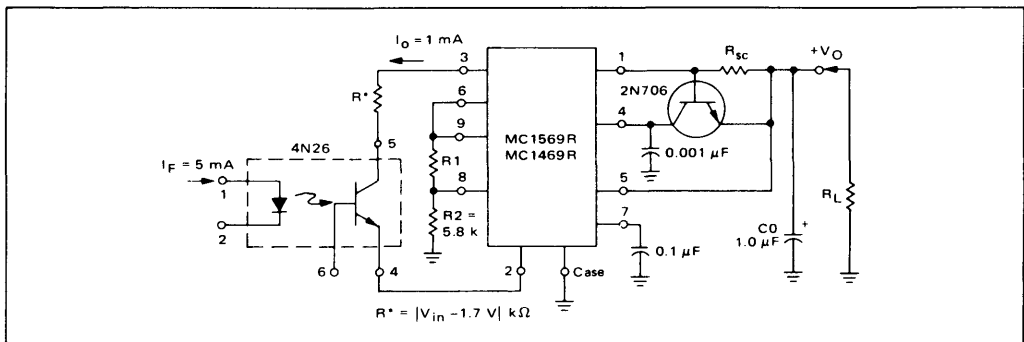 I_o = 1 mA
3
R*
4N26
5
I_F = 5 mA
1
2
6
4
6
9
R1
8
R2 =
5.8 k
MC1569R
MC1469R
2
Case
1
R_sc
+V_O
2N706
4
0.001 µF
5
7
0.1 µF
C0
1.0 µF
+
R_L
R* = |V_in −1.7 V| kΩ